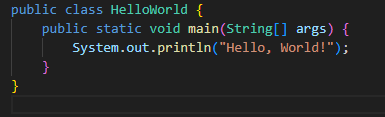 public class HelloWorld {
    public static void main(String[] args) {
        System.out.println("Hello, World!");
    }
}